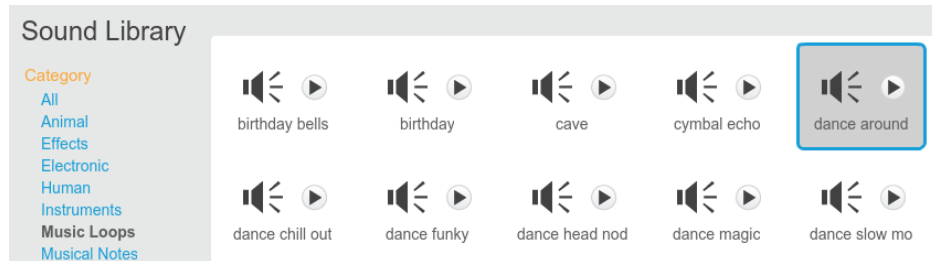 Sound Library
Category
All
Animal
Effects
Electronic
Human
Instruments
Music Loops
Musical Notes
birthday bells
birthday
cave
cymbal echo
dance around
dance chill out
dance funky
dance head nod
dance magic
dance slow mo